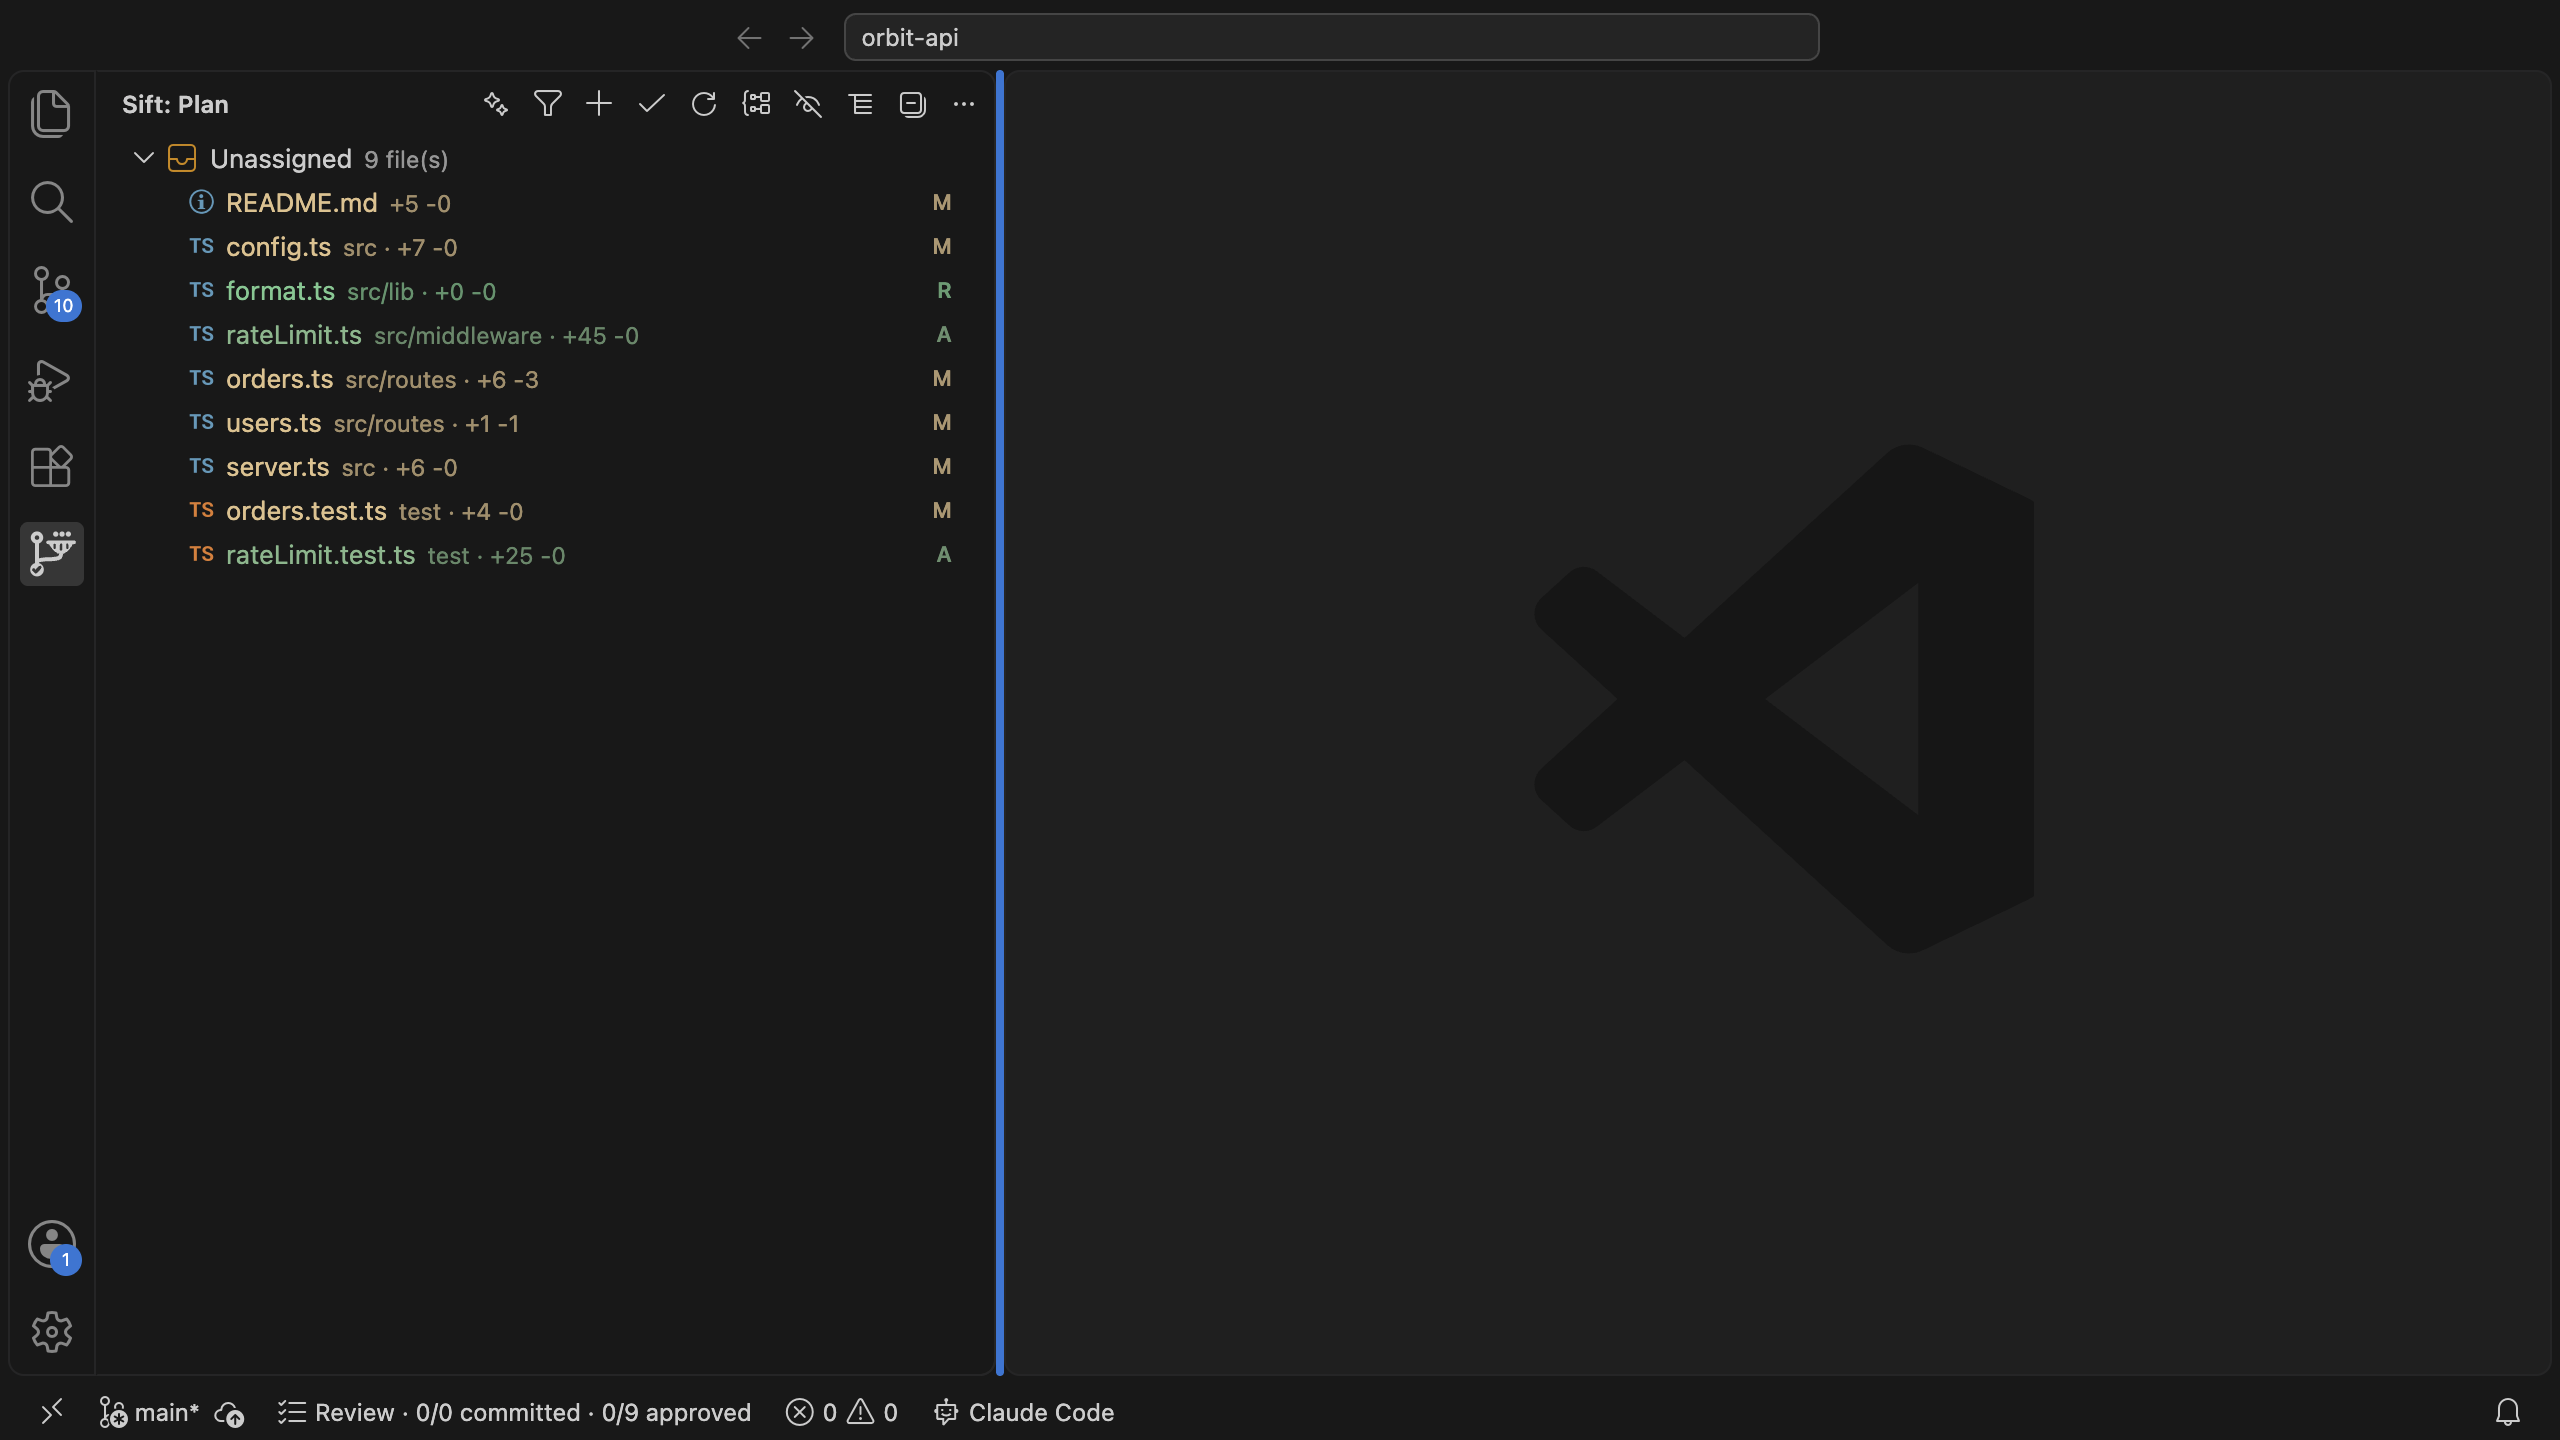 orbit-api
Sift: Plan
Unassigned 9 file(s)
README.md +5 -0 M
TS config.ts src · +7 -0 M
TS format.ts src/lib · +0 -0 R
TS rateLimit.ts src/middleware · +45 -0 A
TS orders.ts src/routes · +6 -3 M
TS users.ts src/routes · +1 -1 M
TS server.ts src · +6 -0 M
TS orders.test.ts test · +4 -0 M
TS rateLimit.test.ts test · +25 -0 A
10
1
main* Review · 0/0 committed · 0/9 approved 0 0 Claude Code